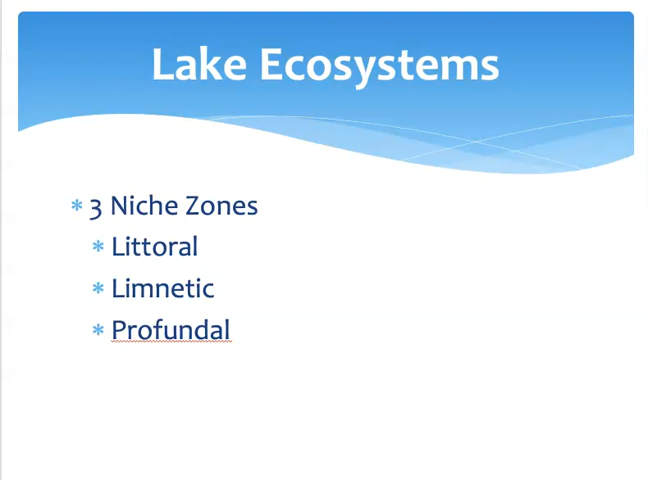 Lake Ecosystems
* 3 Niche Zones
* Littoral
* Limnetic
* Profundal